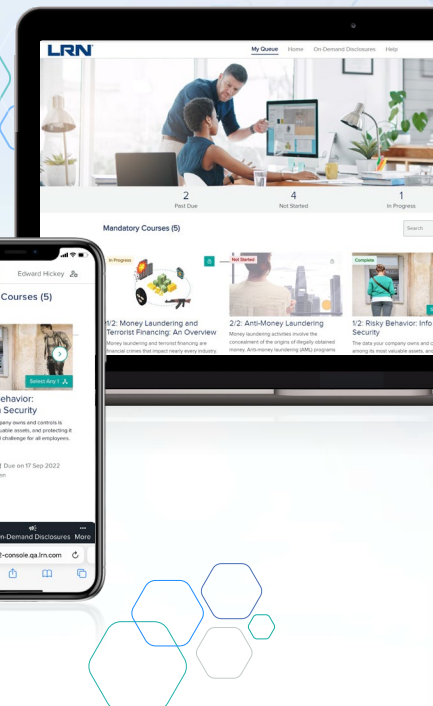 LRN
My Queue Home On-Demand Disclosures Help
2
Past Due
4
Not Started
1
In Progress
Mandatory Courses (5)
Search
In Progress
Not Started
Complete
1/2: Money Laundering and
Terrorist Financing: An Overview
Money laundering and terrorist financing are
financial crimes that impact nearly every industry.
2/2: Anti-Money Laundering
Money laundering activities involve the
concealment of the origins of illegally obtained
money. Anti-money laundering (AML) programs
1/2: Risky Behavior: Info
Security
The data your company owns and c
among its most valuable assets, and
Edward Hickey
Courses (5)
Select Any 1
ehavior:
Security
pany owns and controls is
uable assets, and protecting it
challenge for all employees.
Due on 17 Sep 2022
en
n-Demand Disclosures More
2-console.qa.lrn.com